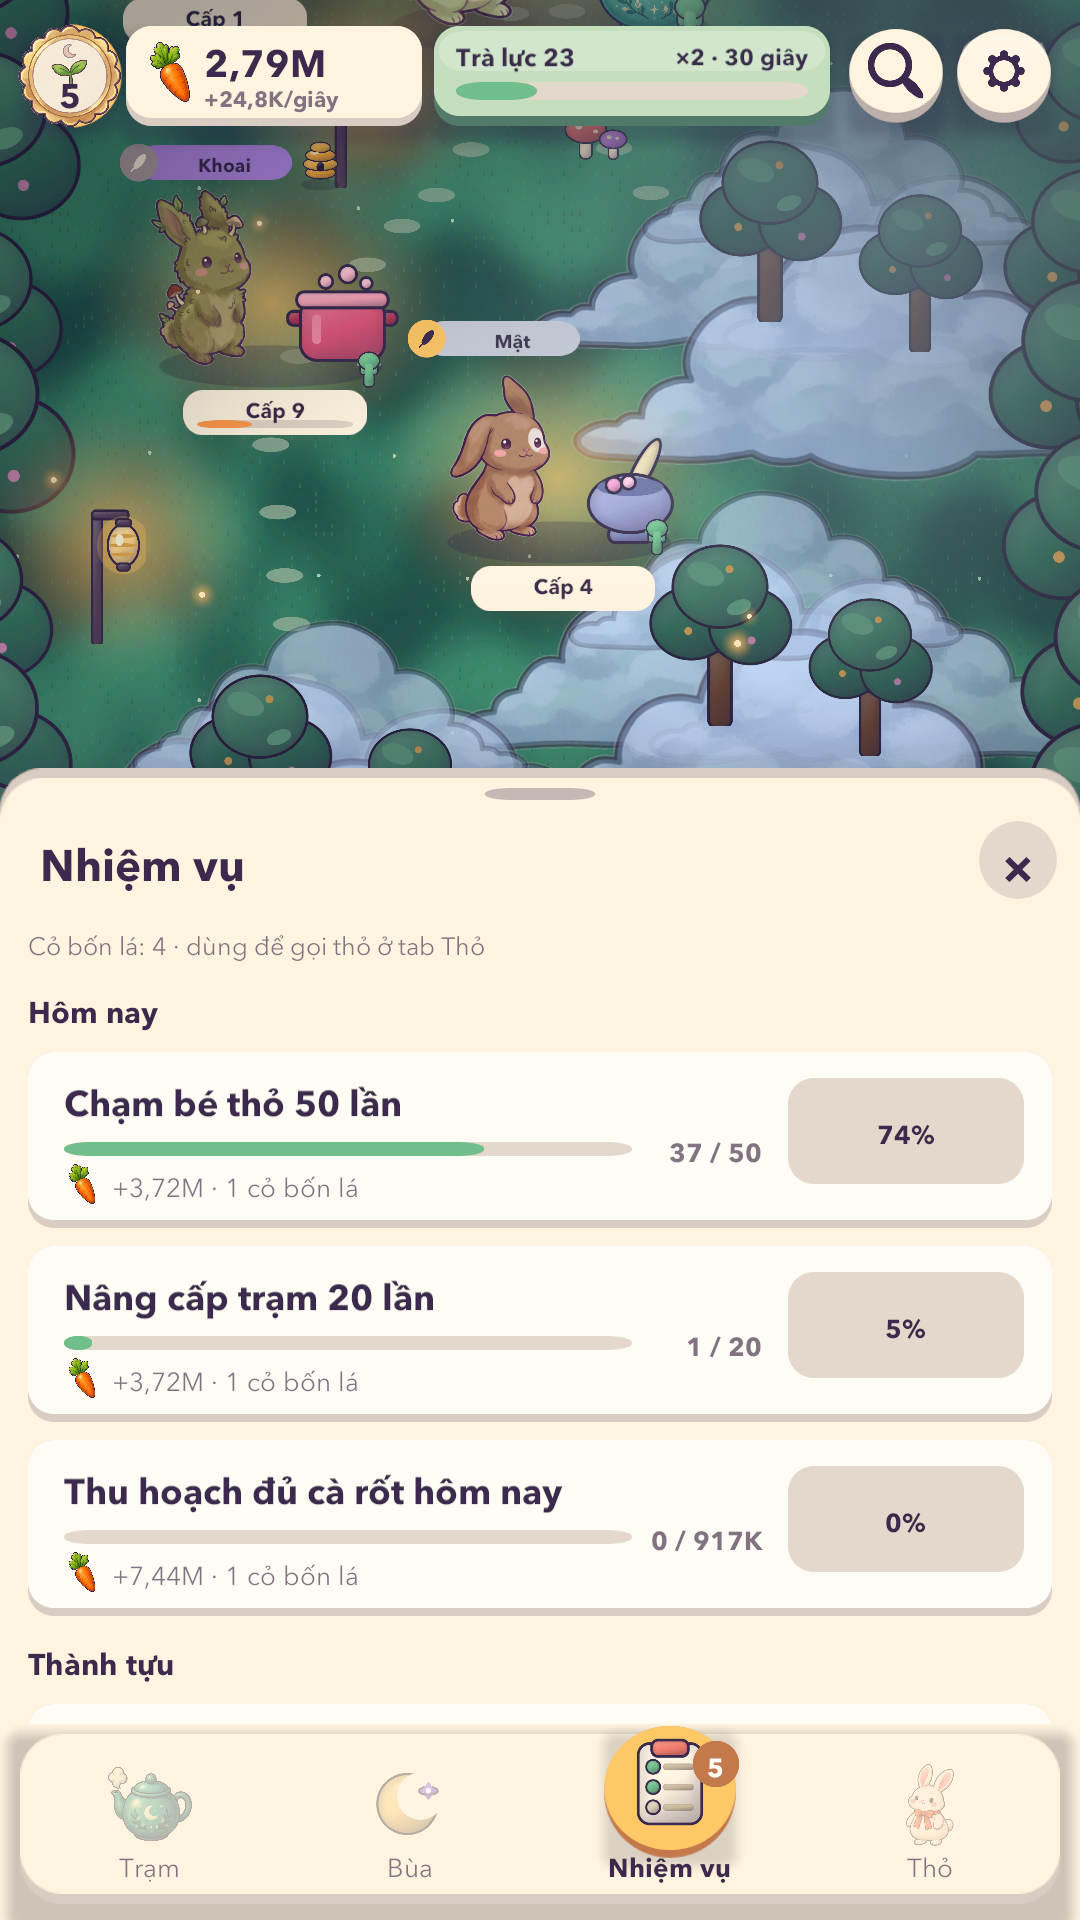 Cấp 1
5
2,79M
+24,8K/giây
Trà lực 23
×2 · 30 giây
Khoai
Mật
Cấp 9
Cấp 4
Nhiệm vụ
Cỏ bốn lá: 4 · dùng để gọi thỏ ở tab Thỏ
Hôm nay
Chạm bé thỏ 50 lần
37 / 50
74%
+3,72M · 1 cỏ bốn lá
Nâng cấp trạm 20 lần
1 / 20
5%
+3,72M · 1 cỏ bốn lá
Thu hoạch đủ cà rốt hôm nay
0 / 917K
0%
+7,44M · 1 cỏ bốn lá
Thành tựu
5
Trạm
Bùa
Nhiệm vụ
Thỏ